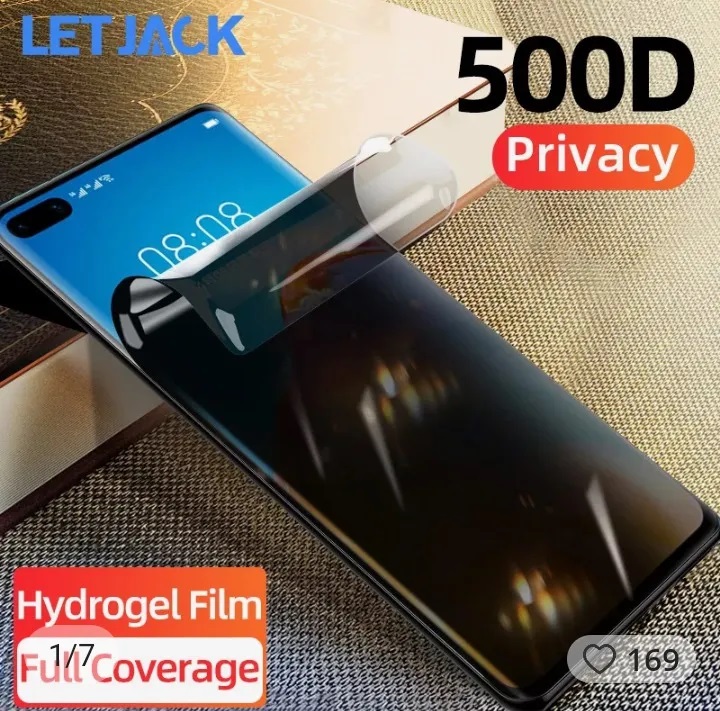 LETJACK
500D
Privacy
08:08
Hydrogel Film
Full Coverage
1/7
169